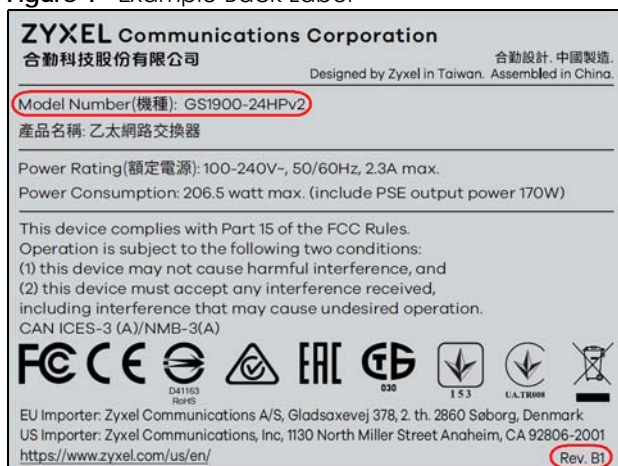 Figure 1 Example Back Label
ZYXEL Communications Corporation
合勤科技股份有限公司
合勤設計. 中國製造.
Designed by Zyxel in Taiwan. Assembled in China.
Model Number(機種): GS1900-24HPv2
產品名稱: 乙太網路交換器
Power Rating(額定電源): 100-240V~, 50/60Hz, 2.3A max.
Power Consumption: 206.5 watt max. (include PSE output power 170W)
This device complies with Part 15 of the FCC Rules.
Operation is subject to the following two conditions:
(1) this device may not cause harmful interference, and
(2) this device must accept any interference received,
including interference that may cause undesired operation.
CAN ICES-3 (A)/NMB-3(A)
FC CE EAC
D41163
RoHS
030
153
UA.TR008
EU Importer: Zyxel Communications A/S, Gladsaxevej 378, 2. th. 2860 Søborg, Denmark
US Importer: Zyxel Communications, Inc, 1130 North Miller Street Anaheim, CA 92806-2001
https://www.zyxel.com/us/en/
Rev. B1